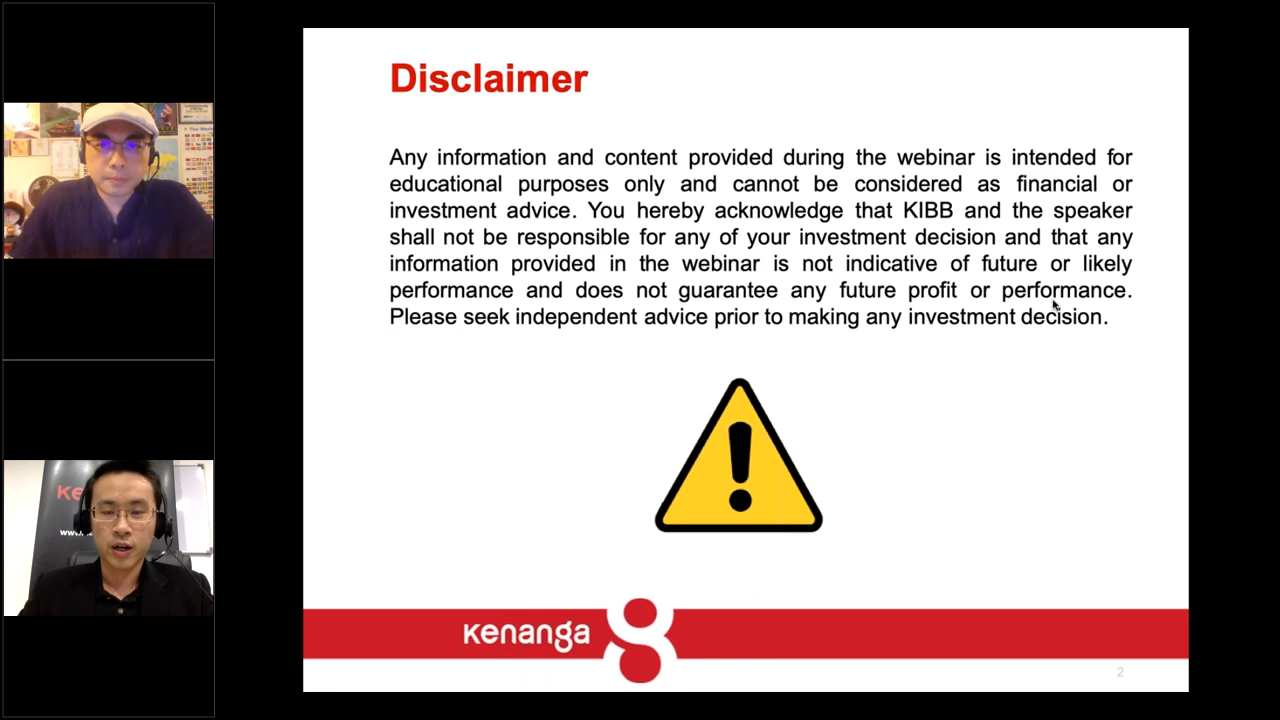 Disclaimer
Any information and content provided during the webinar is intended for
educational purposes only and cannot be considered as financial or
investment advice. You hereby acknowledge that KIBB and the speaker
shall not be responsible for any of your investment decision and that any
information provided in the webinar is not indicative of future or likely
performance and does not guarantee any future profit or performance.
Please seek independent advice prior to making any investment decision.
kenanga
2